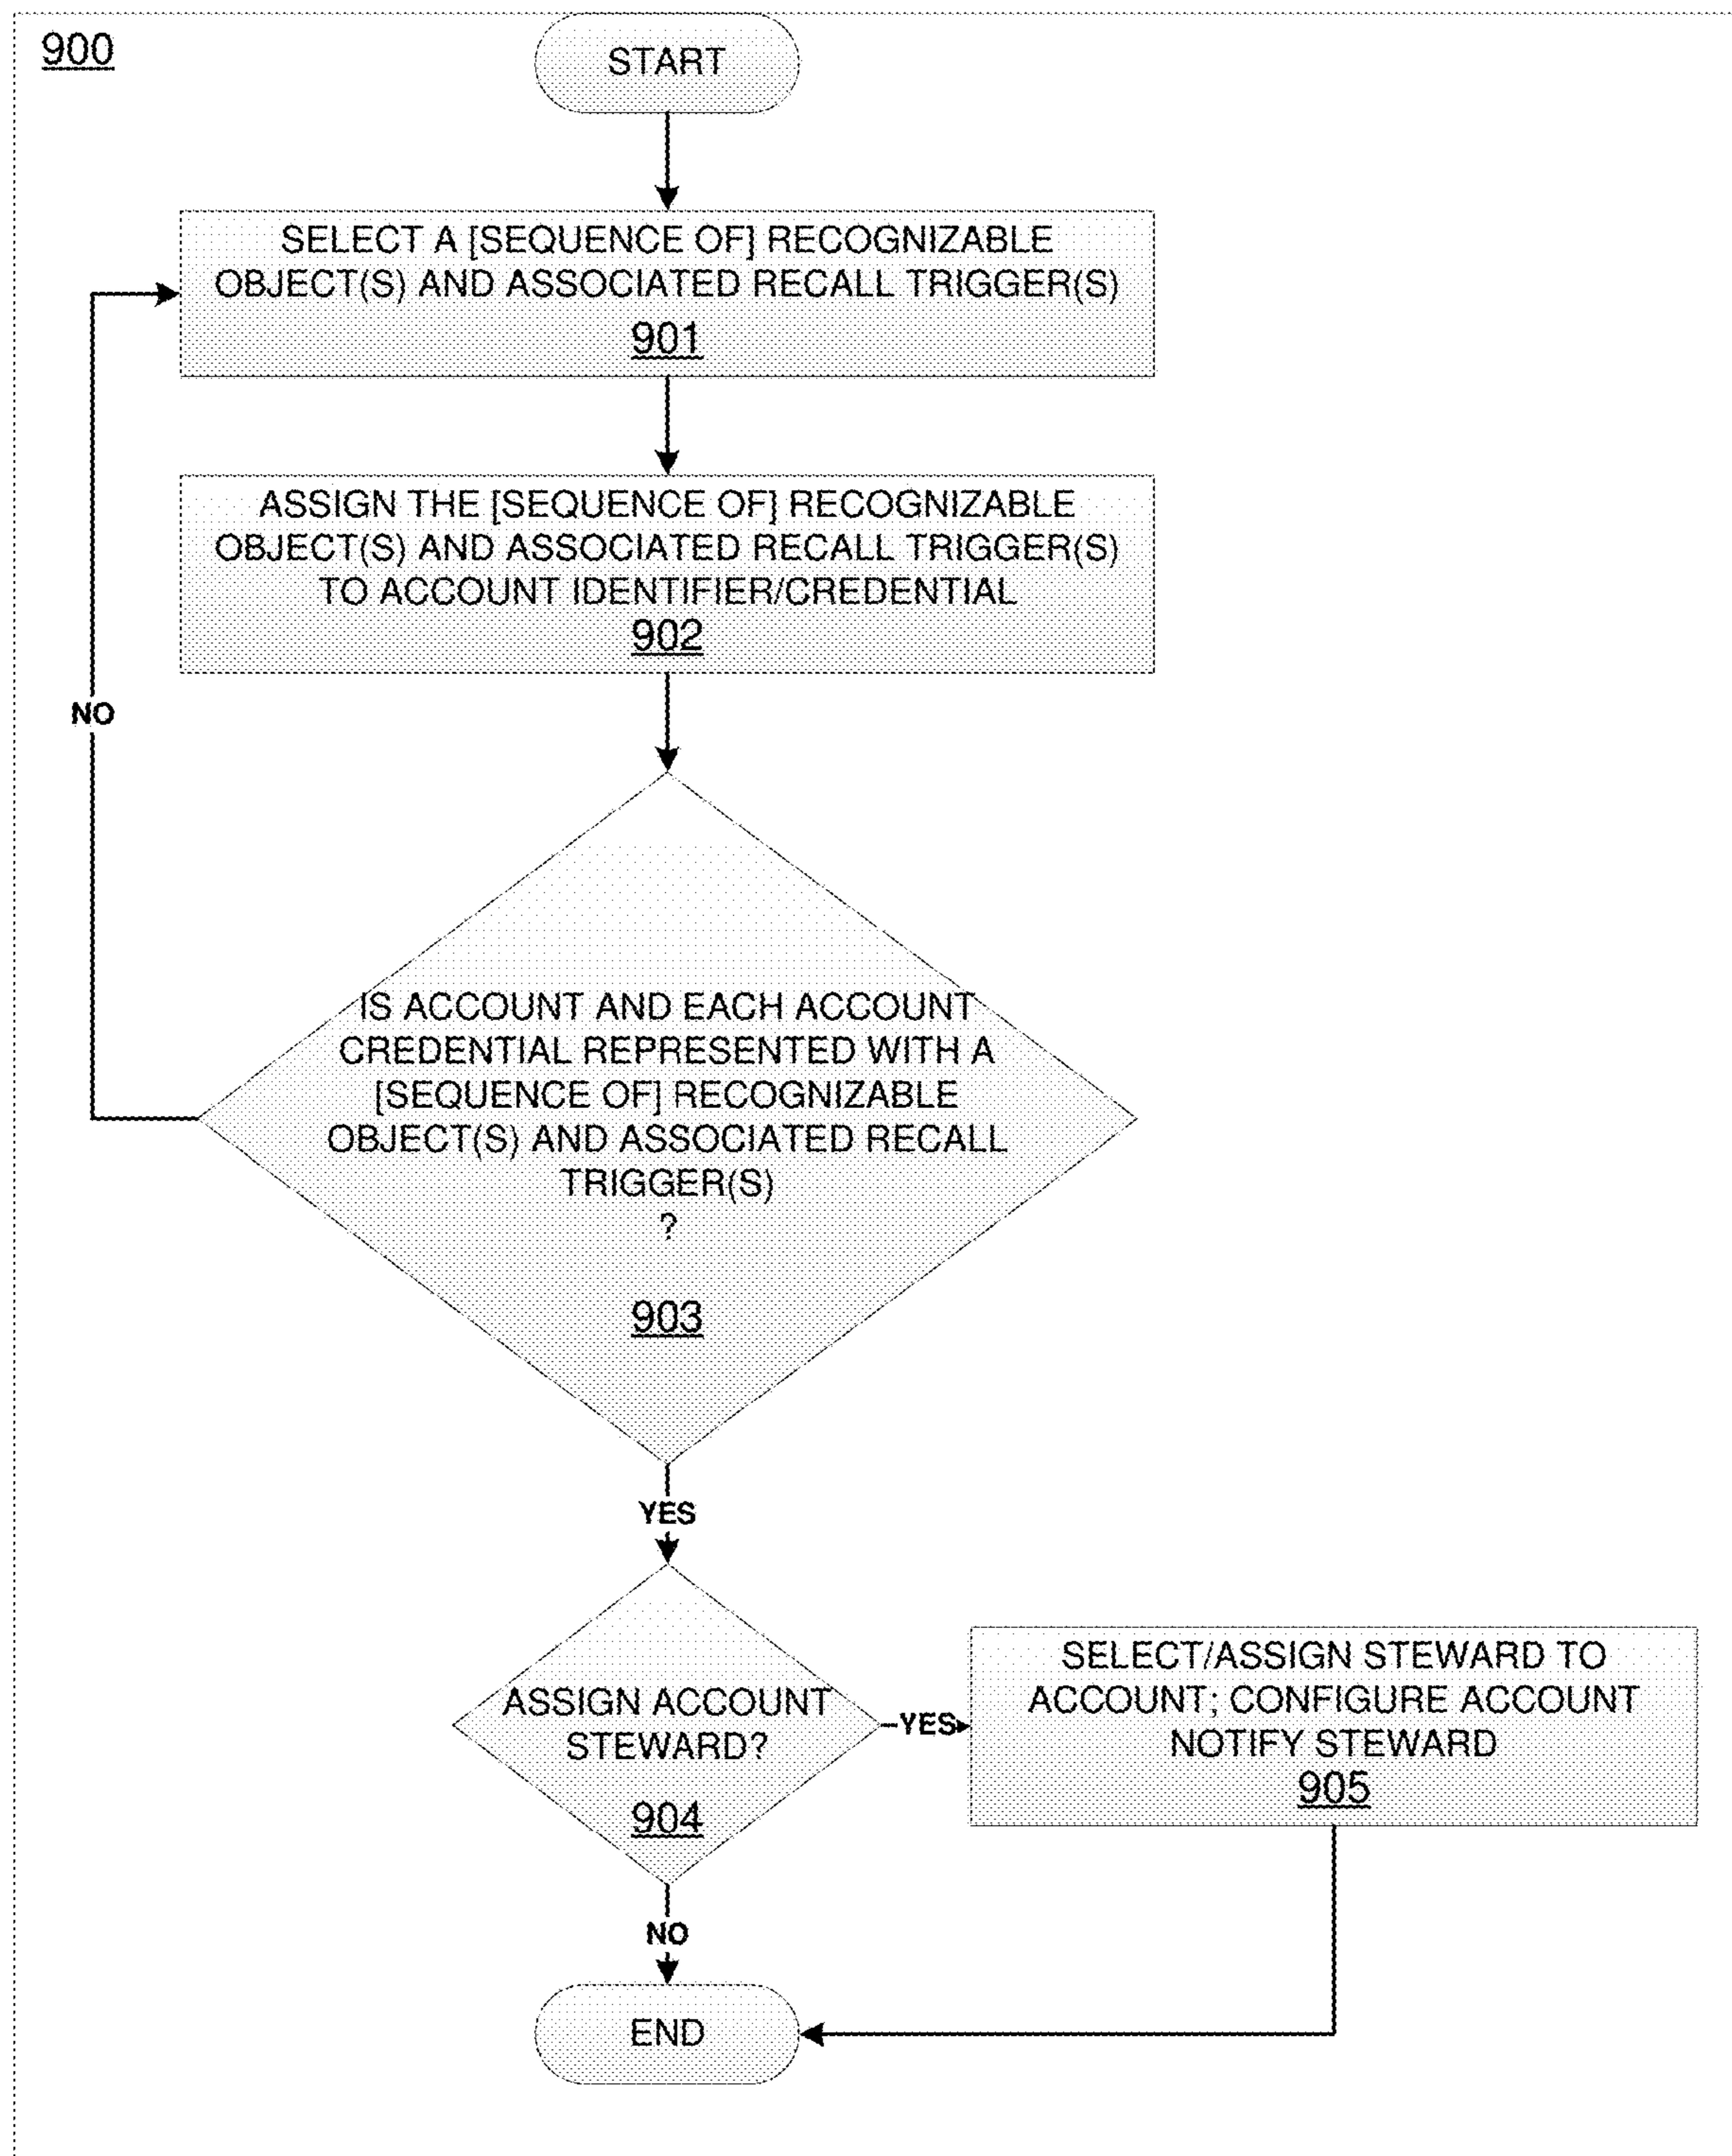 900
START
SELECT A [SEQUENCE OF] RECOGNIZABLE
OBJECT(S) AND ASSOCIATED RECALL TRIGGER(S)
901
ASSIGN THE [SEQUENCE OF] RECOGNIZABLE
OBJECT(S) AND ASSOCIATED RECALL TRIGGER(S)
TO ACCOUNT IDENTIFIER/CREDENTIAL
902
NO
IS ACCOUNT AND EACH ACCOUNT
CREDENTIAL REPRESENTED WITH A
[SEQUENCE OF] RECOGNIZABLE
OBJECT(S) AND ASSOCIATED RECALL
TRIGGER(S)
?
903
YES
ASSIGN ACCOUNT
STEWARD?
904
YES
SELECT/ASSIGN STEWARD TO
ACCOUNT; CONFIGURE ACCOUNT
NOTIFY STEWARD
905
NO
END